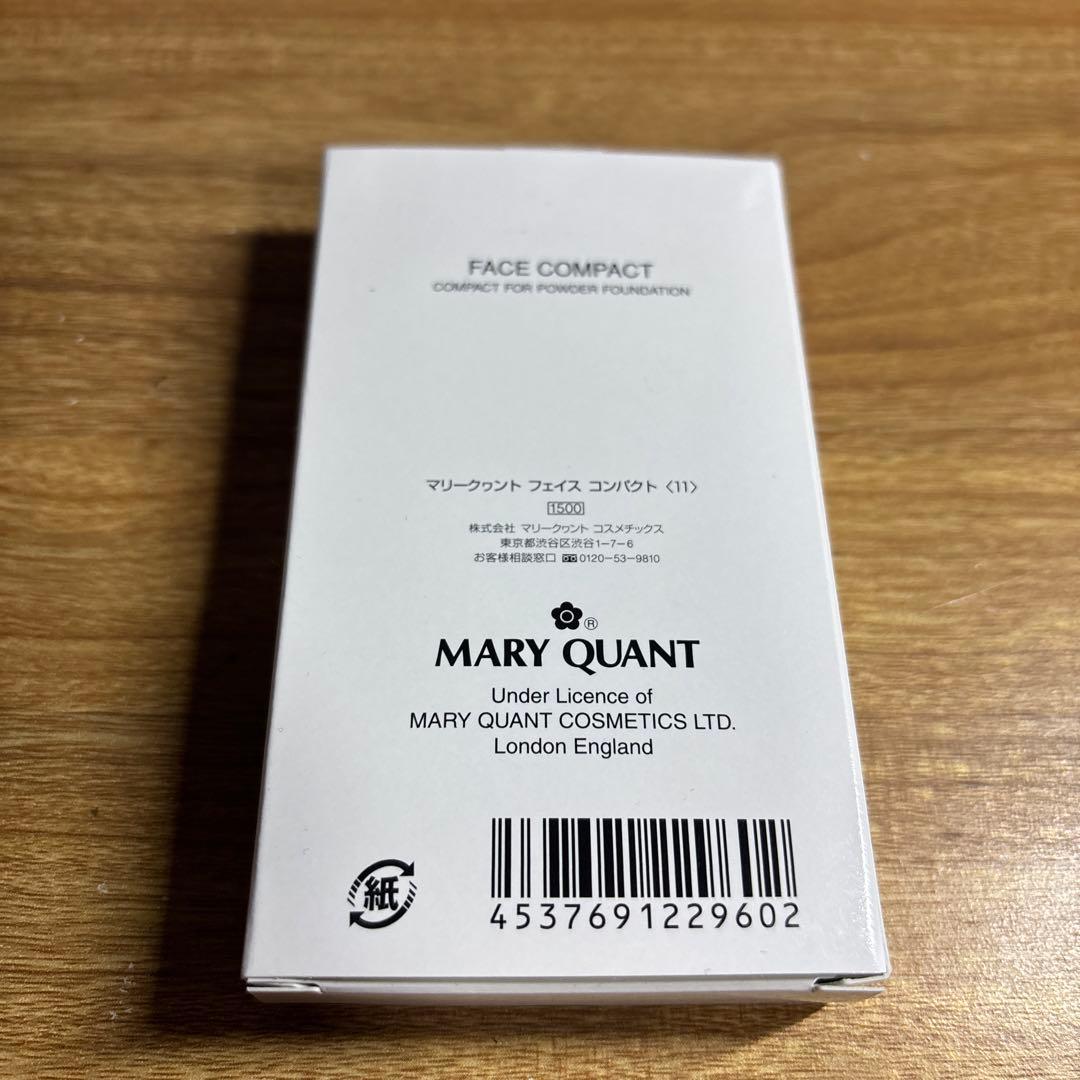 FACE COMPACT
COMPACT FOR POWDER FOUNDATION
マリークヮント フェイス コンパクト〈11〉
1500
株式会社 マリークヮント コスメチックス
東京都渋谷区渋谷1-7-6
お客様相談窓口 0120-53-9810
®
MARY QUANT
Under Licence of
MARY QUANT COSMETICS LTD.
London England
紙
4537691229602